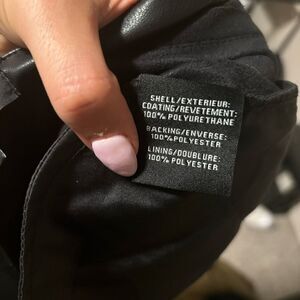 SHELL/EXTERIEUR:
COATING/REVETEMENT:
100% POLYURETHANE
BACKING/ENVERSE:
100% POLYESTER
LINING/DOUBLURE:
100% POLYESTER